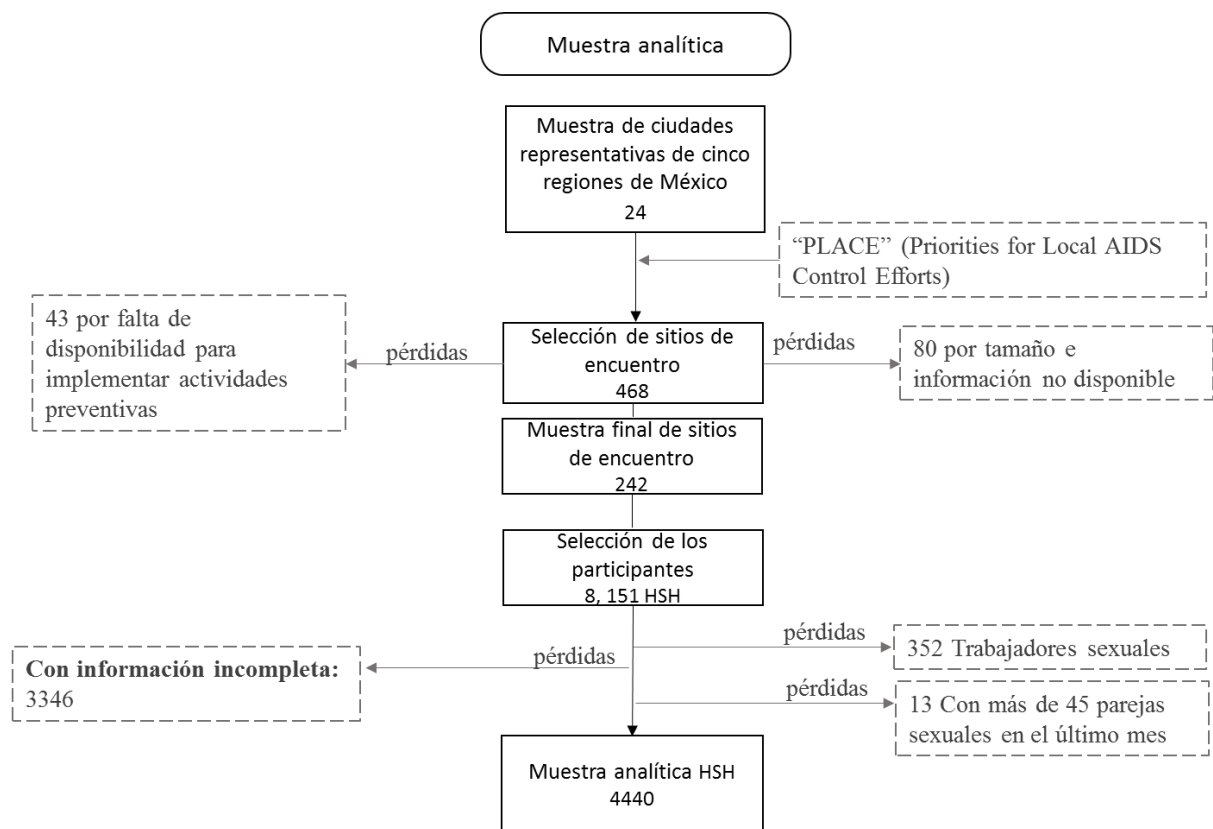 Muestra analítica
Muestra de ciudades
representativas de cinco
regiones de México
24
“PLACE” (Priorities for Local AIDS
Control Efforts)
43 por falta de
disponibilidad para
implementar actividades
preventivas
pérdidas
Selección de sitios de
encuentro
468
pérdidas
80 por tamaño e
información no disponible
Muestra final de sitios
de encuentro
242
Selección de los
participantes
8, 151 HSH
pérdidas
352 Trabajadores sexuales
Con información incompleta:
3346
pérdidas
pérdidas
13 Con más de 45 parejas
sexuales en el último mes
Muestra analítica HSH
4440